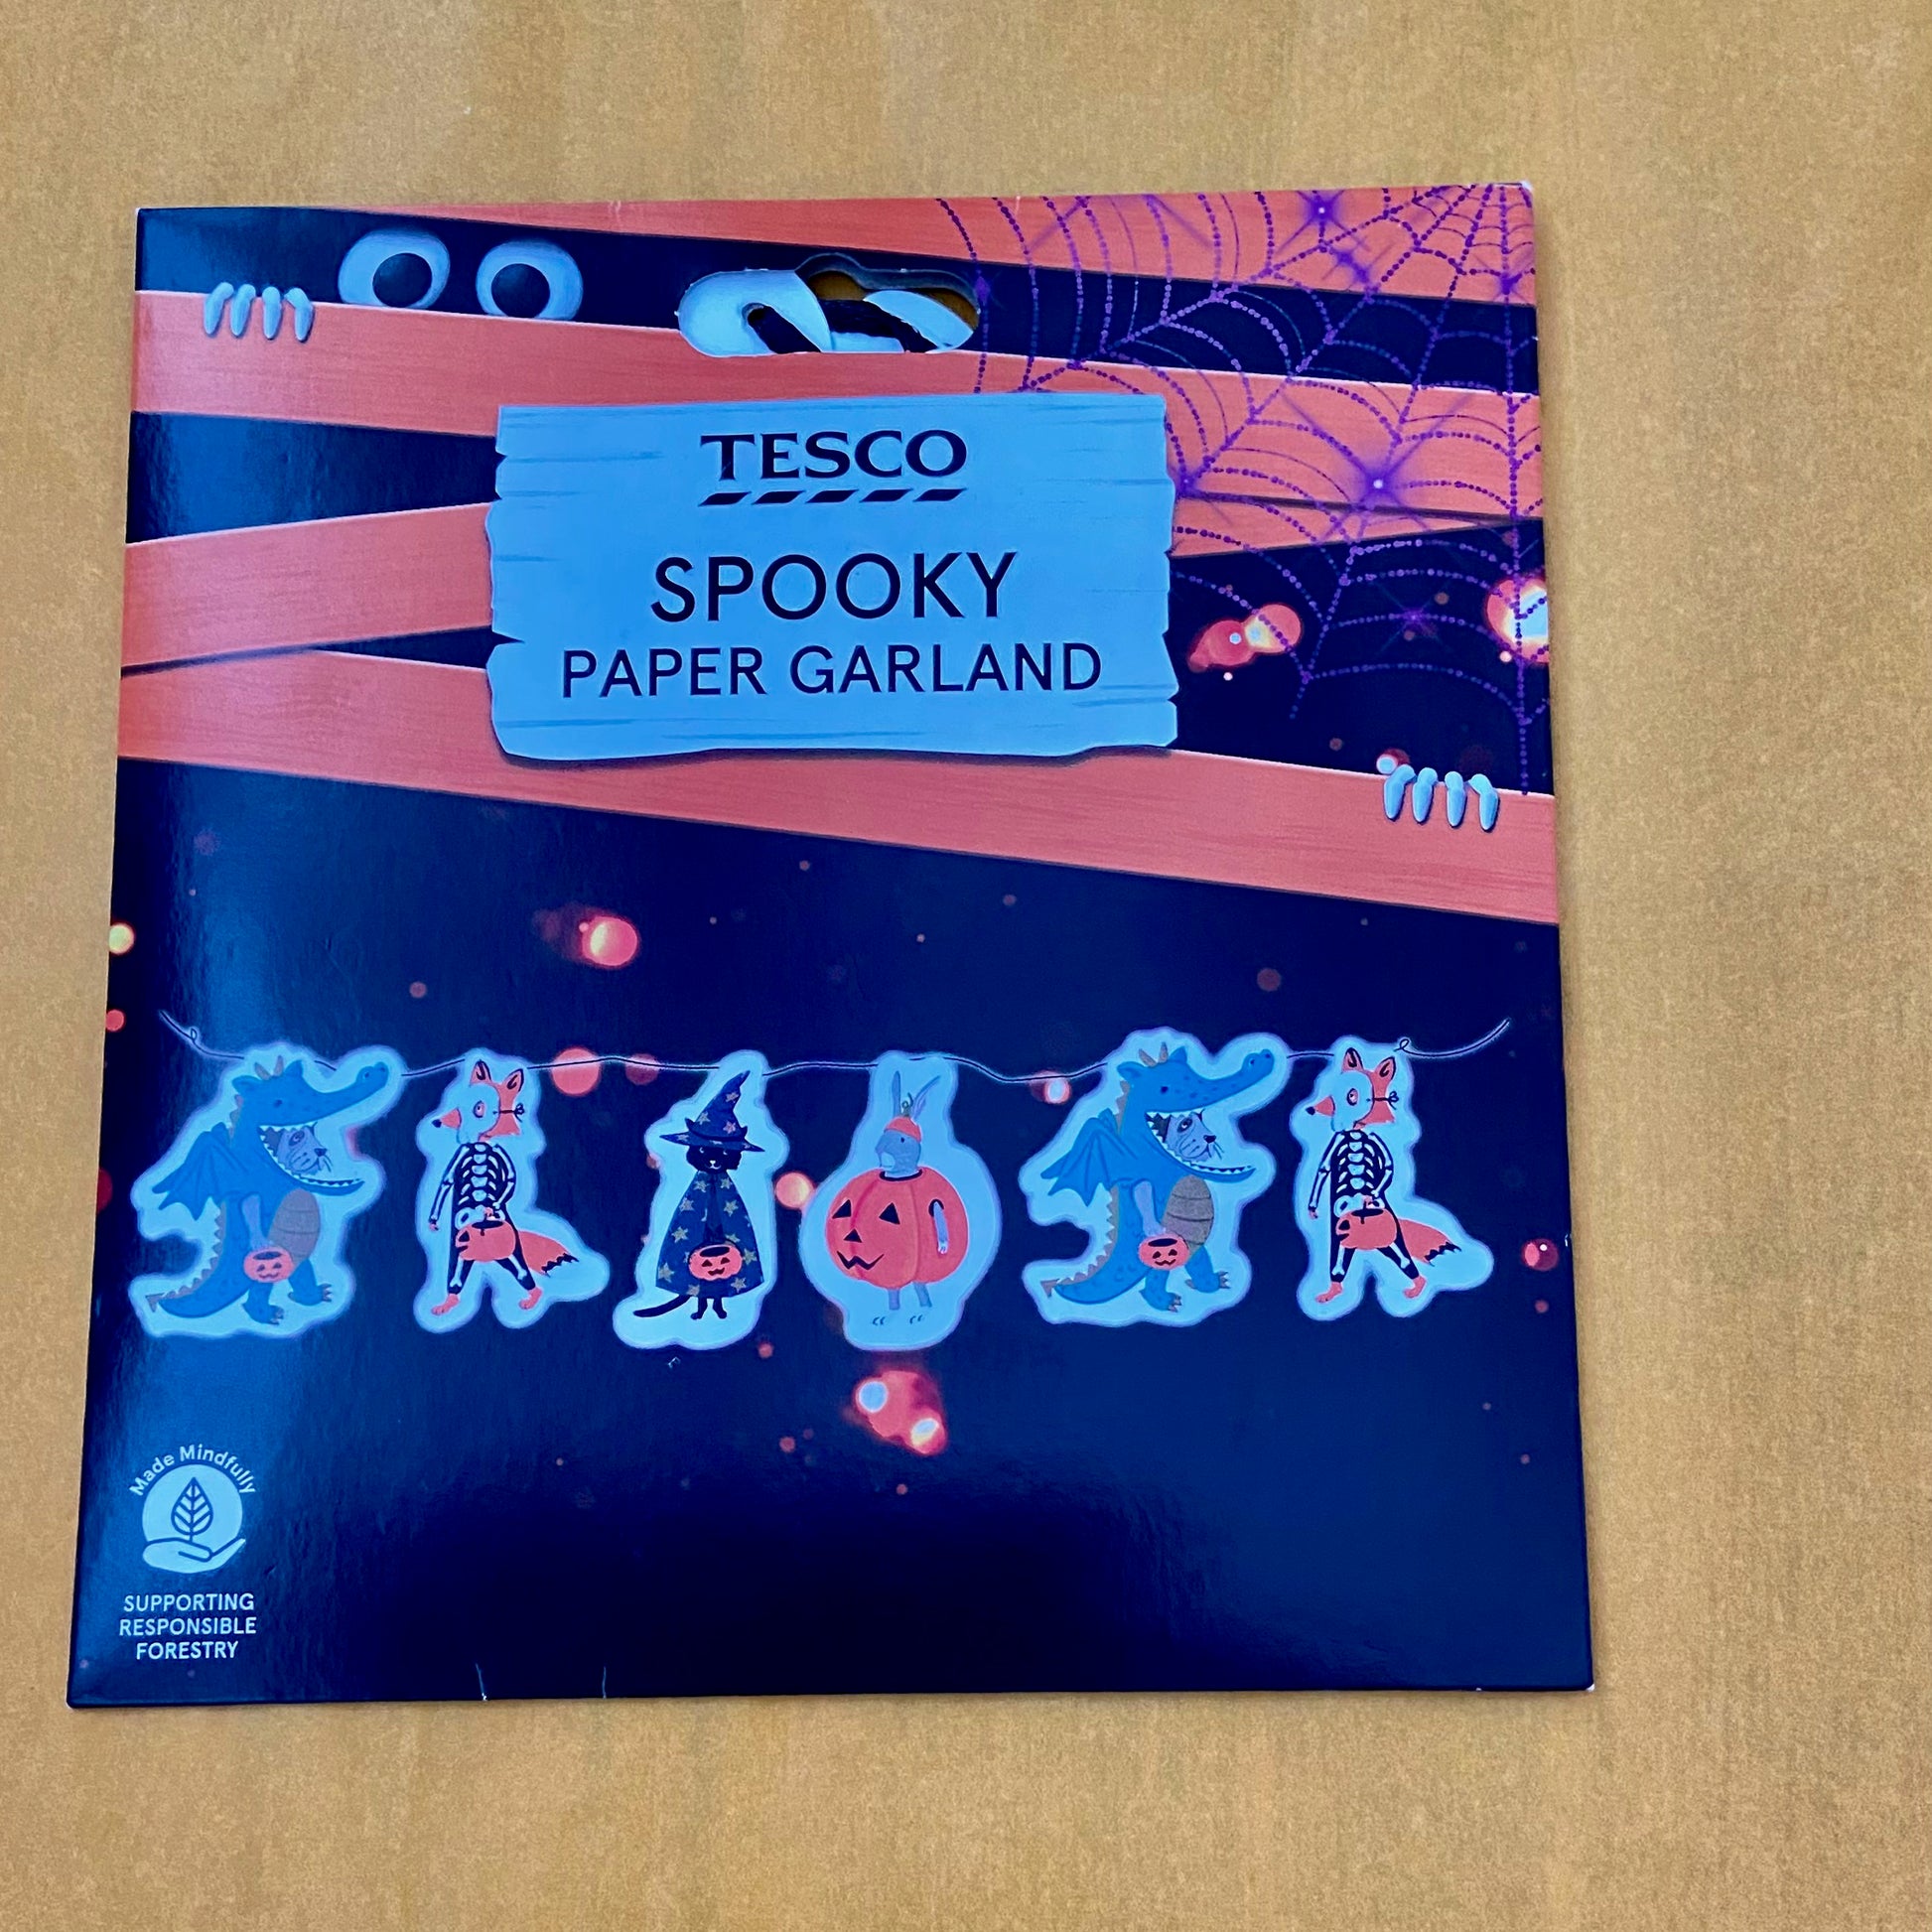 TESCO
SPOOKY
PAPER GARLAND
Made Mindfully
SUPPORTING
RESPONSIBLE
FORESTRY